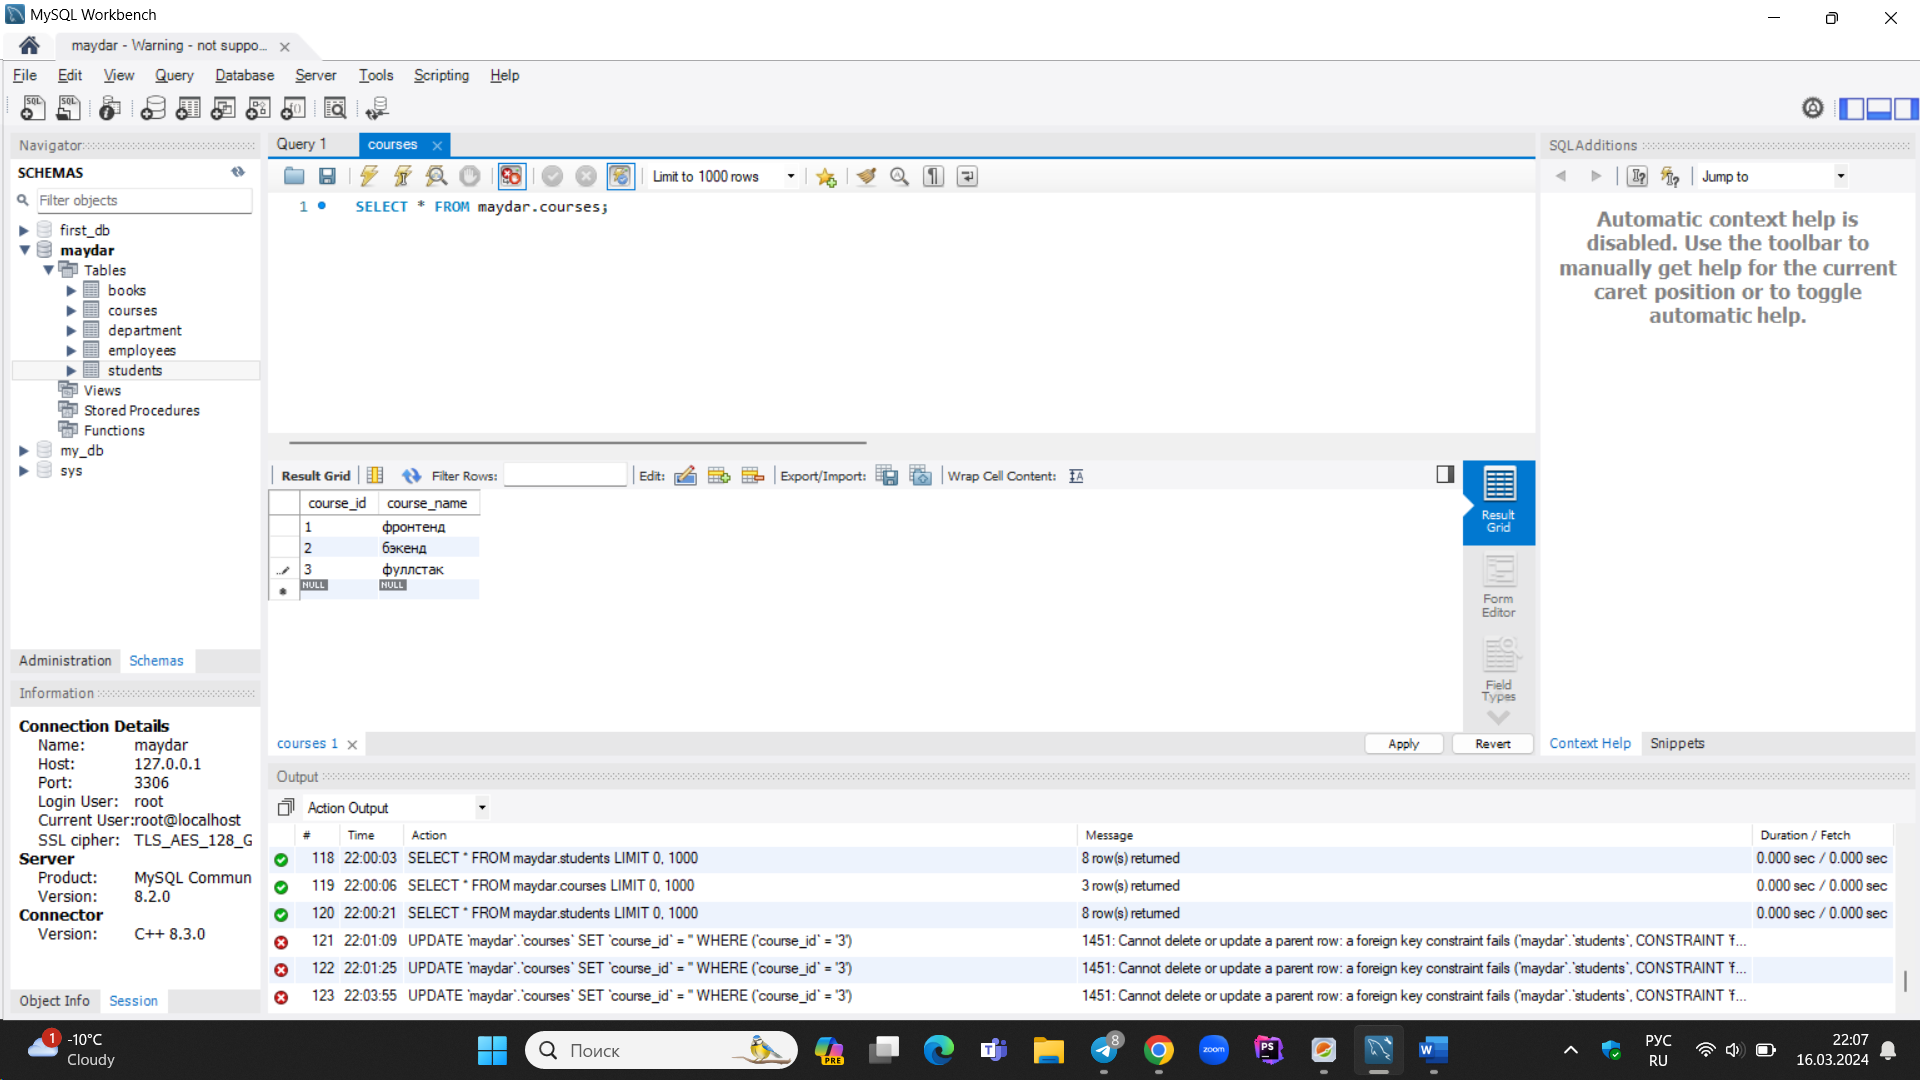 MySQL Workbench
maydar - Warning - not suppo...
File Edit View Query Database Server Tools Scripting Help
Navigator
SCHEMAS
Filter objects
first_db
maydar
Tables
books
courses
department
employees
students
Views
Stored Procedures
Functions
my_db
sys
Administration Schemas
Information
Connection Details
Name: maydar
Host: 127.0.0.1
Port: 3306
Login User: root
Current User: root@localhost
SSL cipher: TLS_AES_128_G
Server
Product: MySQL Commun
Version: 8.2.0
Connector
Version: C++ 8.3.0
Object Info Session
Query 1 courses
Limit to 1000 rows
1 SELECT * FROM maydar.courses;
Result Grid Filter Rows: Edit: Export/Import: Wrap Cell Content:
course_id course_name
1 фронтенд
2 бэкенд
3 фуллстак
NULL NULL
Result
Grid
Form
Editor
Field
Types
courses 1 Apply Revert
SQLAdditions
Jump to
Automatic context help is
disabled. Use the toolbar to
manually get help for the current
caret position or to toggle
automatic help.
Context Help Snippets
Output
Action Output
# Time Action Message Duration / Fetch
118 22:00:03 SELECT * FROM maydar.students LIMIT 0, 1000 8 row(s) returned 0.000 sec / 0.000 sec
119 22:00:06 SELECT * FROM maydar.courses LIMIT 0, 1000 3 row(s) returned 0.000 sec / 0.000 sec
120 22:00:21 SELECT * FROM maydar.students LIMIT 0, 1000 8 row(s) returned 0.000 sec / 0.000 sec
121 22:01:09 UPDATE `maydar`.`courses` SET `course_id` = '' WHERE (`course_id` = '3') 1451: Cannot delete or update a parent row: a foreign key constraint fails (`maydar`.`students`, CONSTRAINT `f...
122 22:01:25 UPDATE `maydar`.`courses` SET `course_id` = '' WHERE (`course_id` = '3') 1451: Cannot delete or update a parent row: a foreign key constraint fails (`maydar`.`students`, CONSTRAINT `f...
123 22:03:55 UPDATE `maydar`.`courses` SET `course_id` = '' WHERE (`course_id` = '3') 1451: Cannot delete or update a parent row: a foreign key constraint fails (`maydar`.`students`, CONSTRAINT `f...
1 -10°C
Cloudy
Поиск
PRE
8
zoom
PS
W
РУС
RU
22:07
16.03.2024